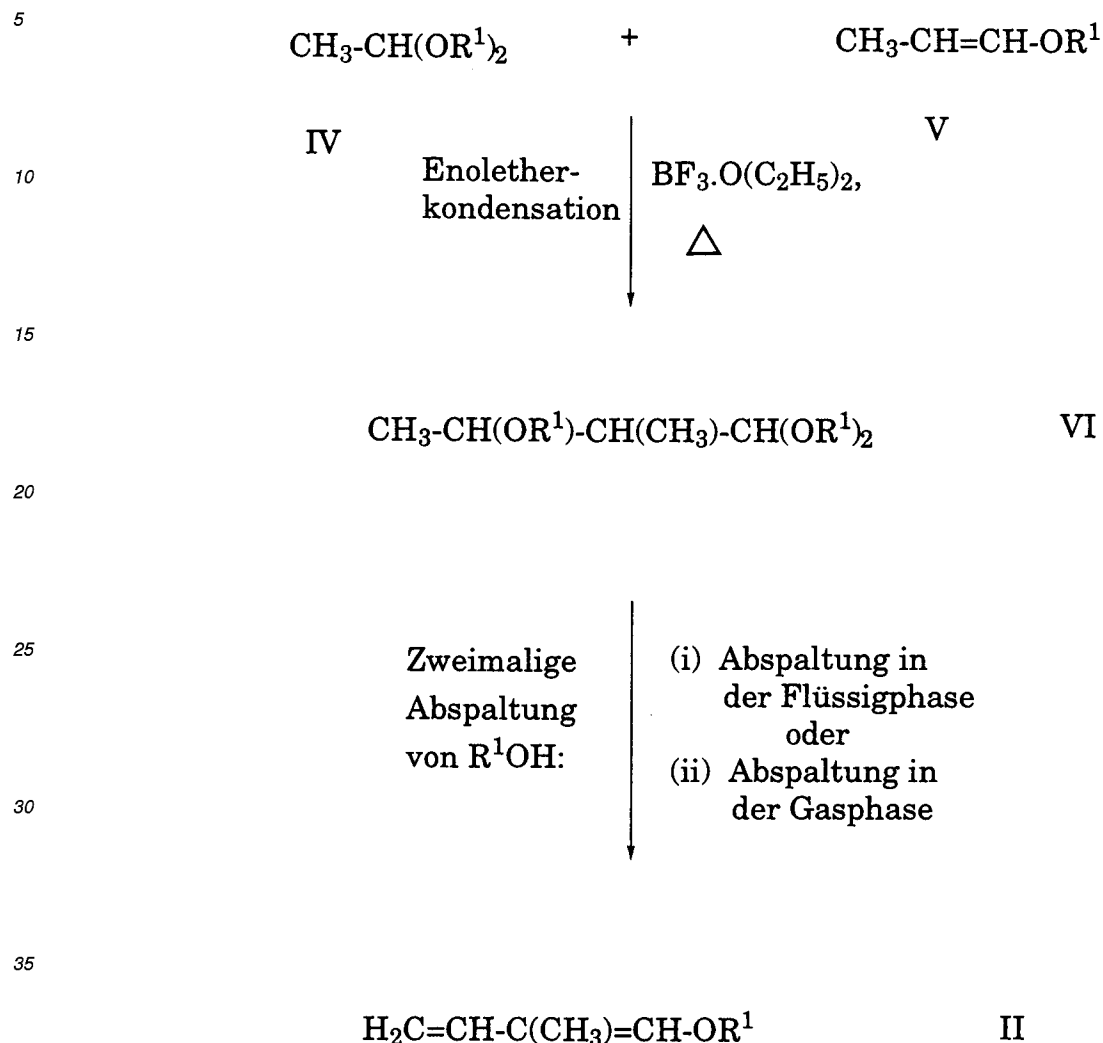 5
CH₃-CH(OR¹)₂ + CH₃-CH=CH-OR¹
IV V
10
Enolether-
kondensation
BF₃.O(C₂H₅)₂,
△
15
CH₃-CH(OR¹)-CH(CH₃)-CH(OR¹)₂ VI
20
25
Zweimalige
Abspaltung
von R¹OH:
(i) Abspaltung in
der Flüssigphase
oder
(ii) Abspaltung in
der Gasphase
30
35
H₂C=CH-C(CH₃)=CH-OR¹ II